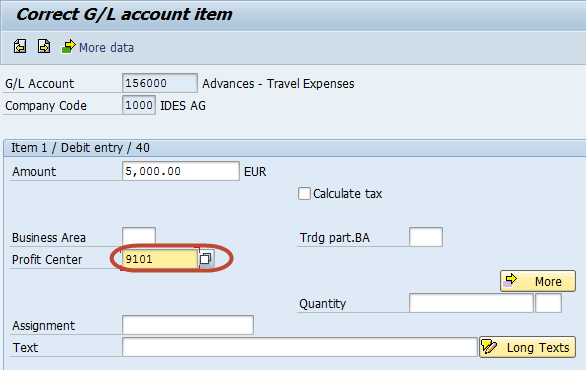 Correct G/L account item
More data
G/L Account 156000 Advances - Travel Expenses
Company Code 1000 IDES AG
Item 1 / Debit entry / 40
Amount 5,000.00 EUR
Calculate tax
Business Area Trdg part.BA
Profit Center 9101
More
Quantity
Assignment
Text Long Texts